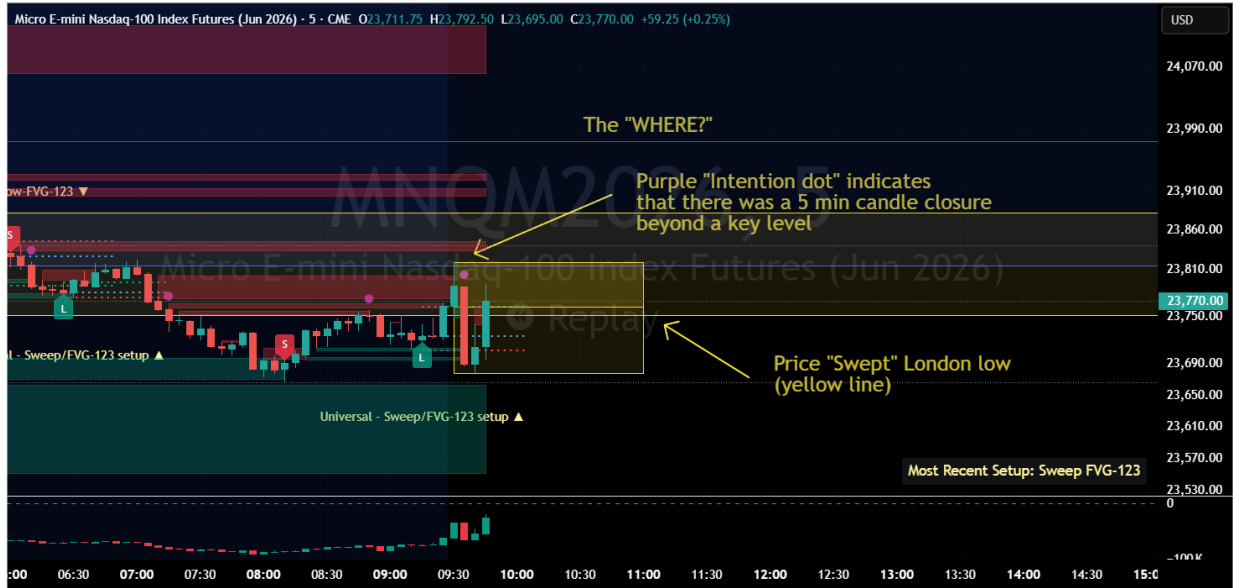 Micro E-mini Nasdaq-100 Index Futures (Jun 2026) · 5 · CME O23,711.75 H23,792.50 L23,695.00 C23,770.00 +59.25 (+0.25%)
USD
24,070.00
The "WHERE?"
23,990.00
MNQM2026, 5
Purple "Intention dot" indicates
that there was a 5 min candle closure
beyond a key level
ow-FVG-123 ▼
23,910.00
23,860.00
S
Micro E-mini Nasdaq-100 Index Futures (Jun 2026)
23,810.00
L
23,770.00
Replay
23,750.00
S
L
l - Sweep/FVG-123 setup ▲
Price "Swept" London low
(yellow line)
23,690.00
23,650.00
Universal - Sweep/FVG-123 setup ▲
23,610.00
23,570.00
Most Recent Setup: Sweep FVG-123
23,530.00
0
−100K
:00 06:30 07:00 07:30 08:00 08:30 09:00 09:30 10:00 10:30 11:00 11:30 12:00 12:30 13:00 13:30 14:00 14:30 15:0